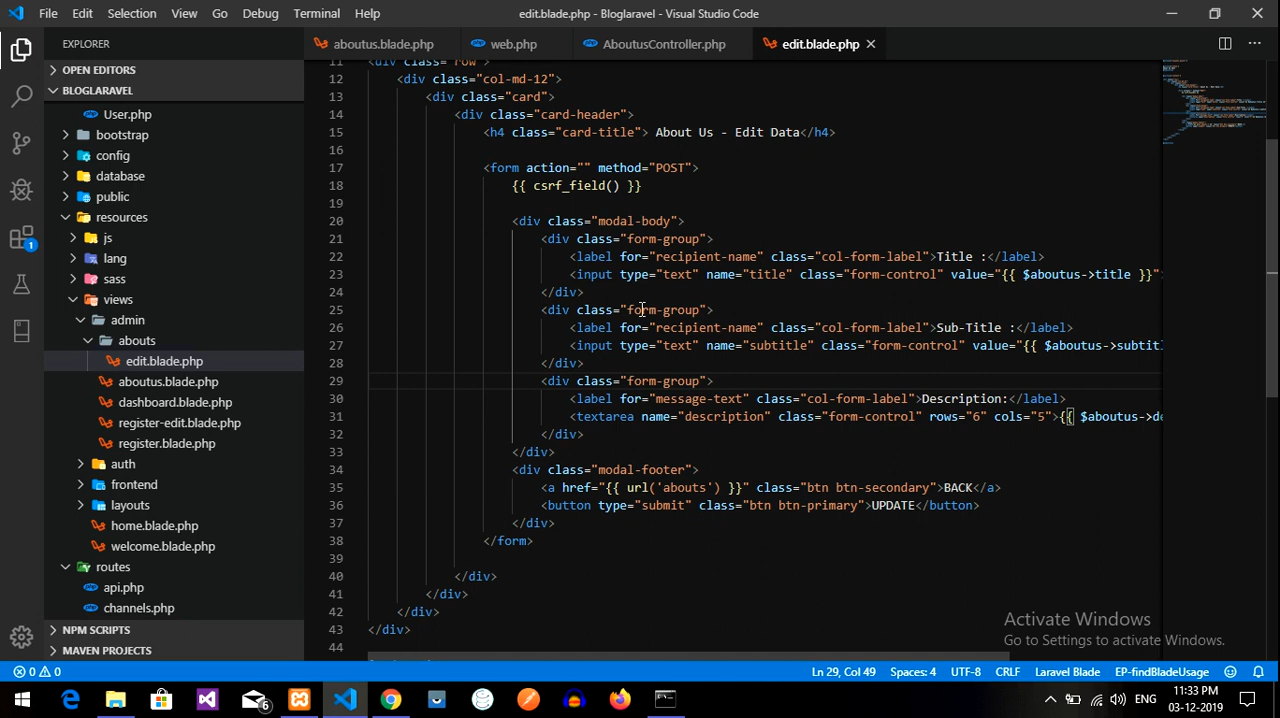 File Edit Selection View Go Debug Terminal Help
edit.blade.php - Bloglaravel - Visual Studio Code
EXPLORER
aboutus.blade.php web.php AboutusController.php edit.blade.php
OPEN EDITORS
BLOGLARAVEL
User.php
bootstrap
config
database
public
resources
js
lang
sass
views
admin
abouts
edit.blade.php
aboutus.blade.php
dashboard.blade.php
register-edit.blade.php
register.blade.php
auth
frontend
layouts
home.blade.php
welcome.blade.php
routes
api.php
channels.php
NPM SCRIPTS
MAVEN PROJECTS
1
11 <div class="row">
12 <div class="col-md-12">
13 <div class="card">
14 <div class="card-header">
15 <h4 class="card-title"> About Us - Edit Data</h4>
16
17 <form action="" method="POST">
18 {{ csrf_field() }}
19
20 <div class="modal-body">
21 <div class="form-group">
22 <label for="recipient-name" class="col-form-label">Title :</label>
23 <input type="text" name="title" class="form-control" value="{{ $aboutus->title }}"
24 </div>
25 <div class="form-group">
26 <label for="recipient-name" class="col-form-label">Sub-Title :</label>
27 <input type="text" name="subtitle" class="form-control" value="{{ $aboutus->subtitl
28 </div>
29 <div class="form-group">
30 <label for="message-text" class="col-form-label">Description:</label>
31 <textarea name="description" class="form-control" rows="6" cols="5">{{ $aboutus->de
32 </div>
33 </div>
34 <div class="modal-footer">
35 <a href="{{ url('abouts') }}" class="btn btn-secondary">BACK</a>
36 <button type="submit" class="btn btn-primary">UPDATE</button>
37 </div>
38 </form>
39
40 </div>
41 </div>
42 </div>
43 </div>
44
Activate Windows
Go to Settings to activate Windows.
0 0 Ln 29, Col 49 Spaces: 4 UTF-8 CRLF Laravel Blade EP-findBladeUsage
6 ENG 11:33 PM
03-12-2019